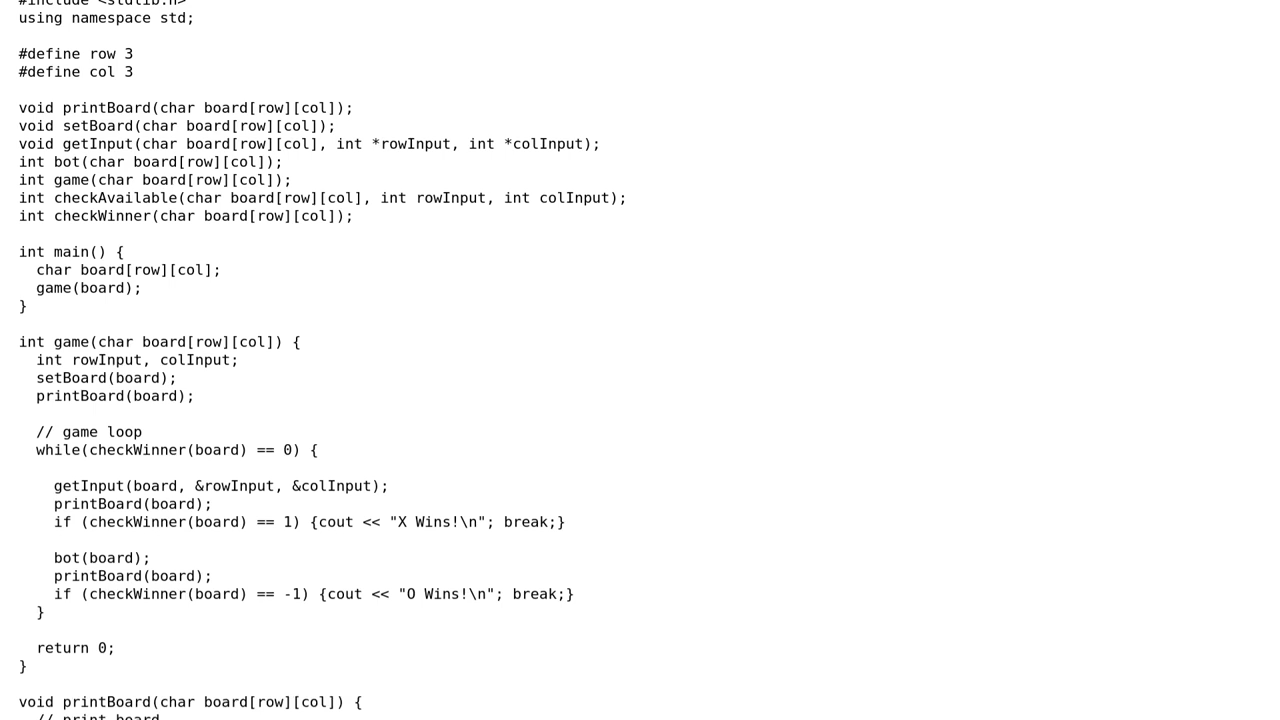 #include <stdlib.h>
using namespace std;
#define row 3
#define col 3
void printBoard(char board[row][col]);
void setBoard(char board[row][col]);
void getInput(char board[row][col], int *rowInput, int *colInput);
int bot(char board[row][col]);
int game(char board[row][col]);
int checkAvailable(char board[row][col], int rowInput, int colInput);
int checkWinner(char board[row][col]);
int main() {
  char board[row][col];
  game(board);
}
int game(char board[row][col]) {
  int rowInput, colInput;
  setBoard(board);
  printBoard(board);
  // game loop
  while(checkWinner(board) == 0) {
    getInput(board, &rowInput, &colInput);
    printBoard(board);
    if (checkWinner(board) == 1) {cout << "X Wins!\n"; break;}
    bot(board);
    printBoard(board);
    if (checkWinner(board) == -1) {cout << "O Wins!\n"; break;}
  }
  return 0;
}
void printBoard(char board[row][col]) {
  // print board